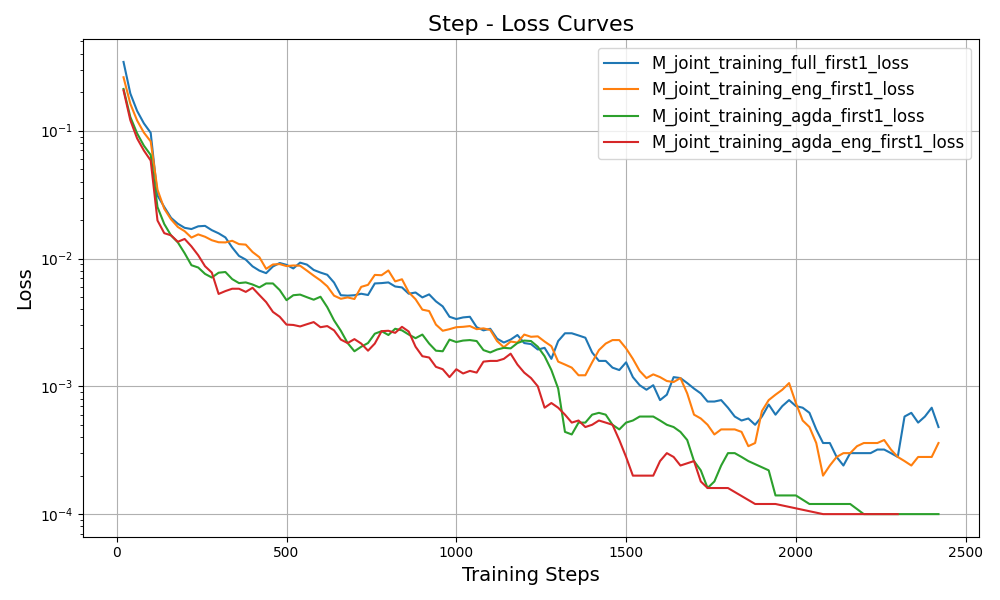 Step - Loss Curves
M_joint_training_full_first1_loss
M_joint_training_eng_first1_loss
M_joint_training_agda_first1_loss
M_joint_training_agda_eng_first1_loss
Loss
10⁻¹
10⁻²
10⁻³
10⁻⁴
0 500 1000 1500 2000 2500
Training Steps